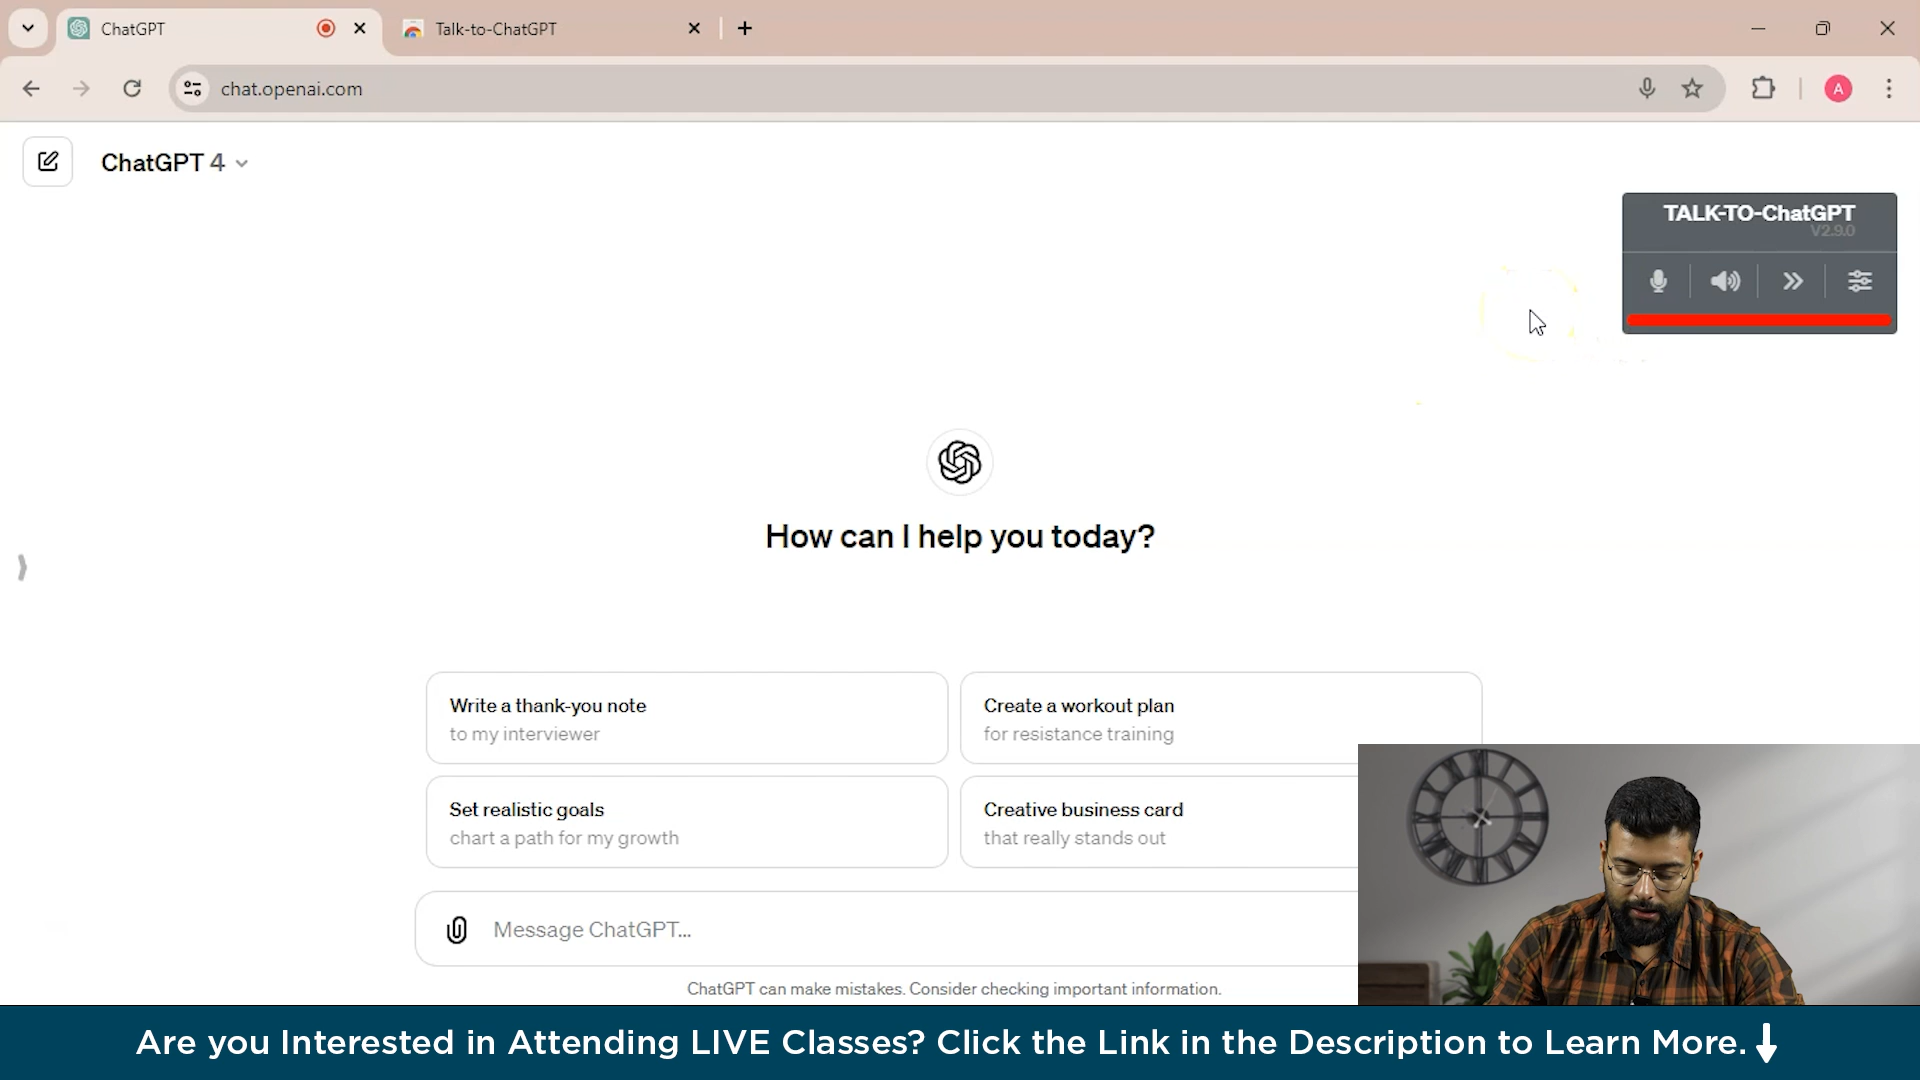 ChatGPT
Talk-to-ChatGPT
chat.openai.com
A
ChatGPT 4
TALK-TO-ChatGPT
V2.9.0
How can I help you today?
Write a thank-you note
to my interviewer
Create a workout plan
for resistance training
Set realistic goals
chart a path for my growth
Creative business card
that really stands out
Message ChatGPT...
ChatGPT can make mistakes. Consider checking important information.
Are you Interested in Attending LIVE Classes? Click the Link in the Description to Learn More.